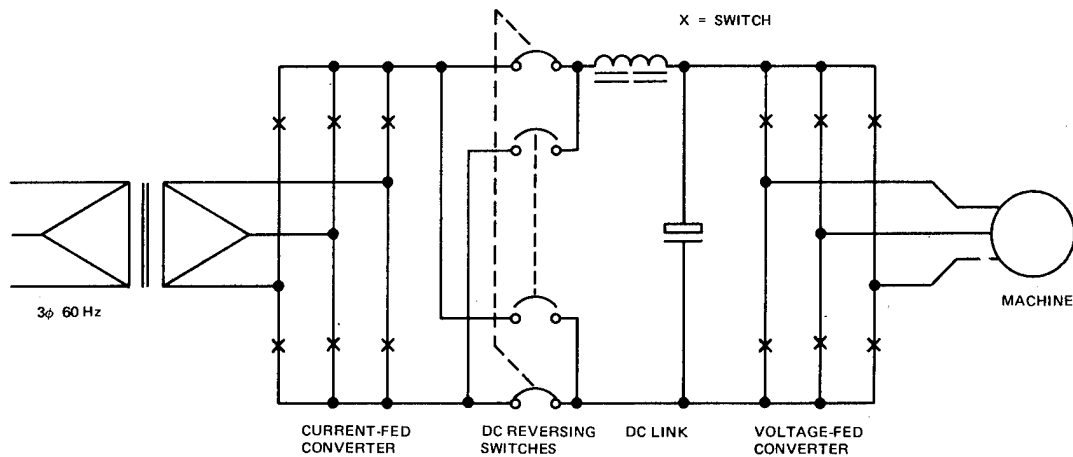 X = SWITCH
3ϕ 60 Hz
MACHINE
CURRENT-FED
CONVERTER
DC REVERSING
SWITCHES
DC LINK
VOLTAGE-FED
CONVERTER